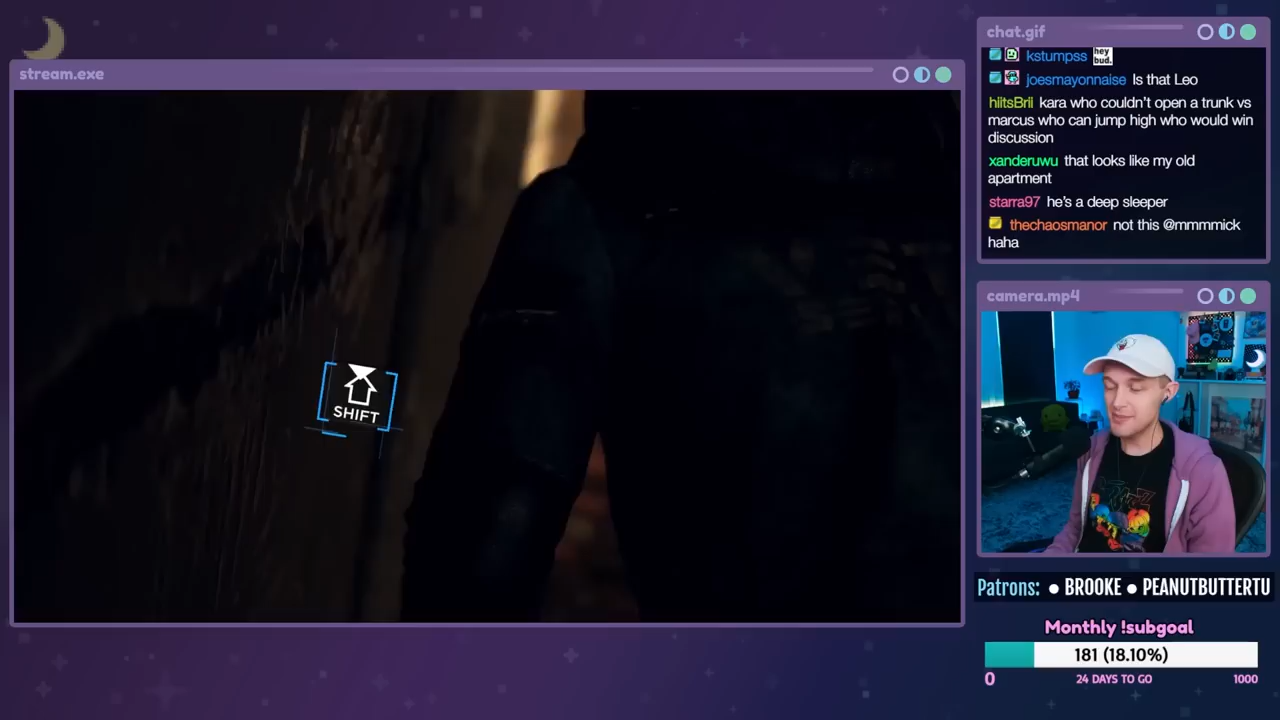 stream.exe
SHIFT
chat.gif
kstumpss hey bud.
joesmayonnaise Is that Leo
hiitsBrii kara who couldn't open a trunk vs
marcus who can jump high who would win
discussion
xanderuwu that looks like my old
apartment
starra97 he's a deep sleeper
thechaosmanor not this @mmmmick
haha
camera.mp4
Patrons: ● BROOKE ● PEANUTBUTTERTU
Monthly !subgoal
181 (18.10%)
0 24 DAYS TO GO 1000